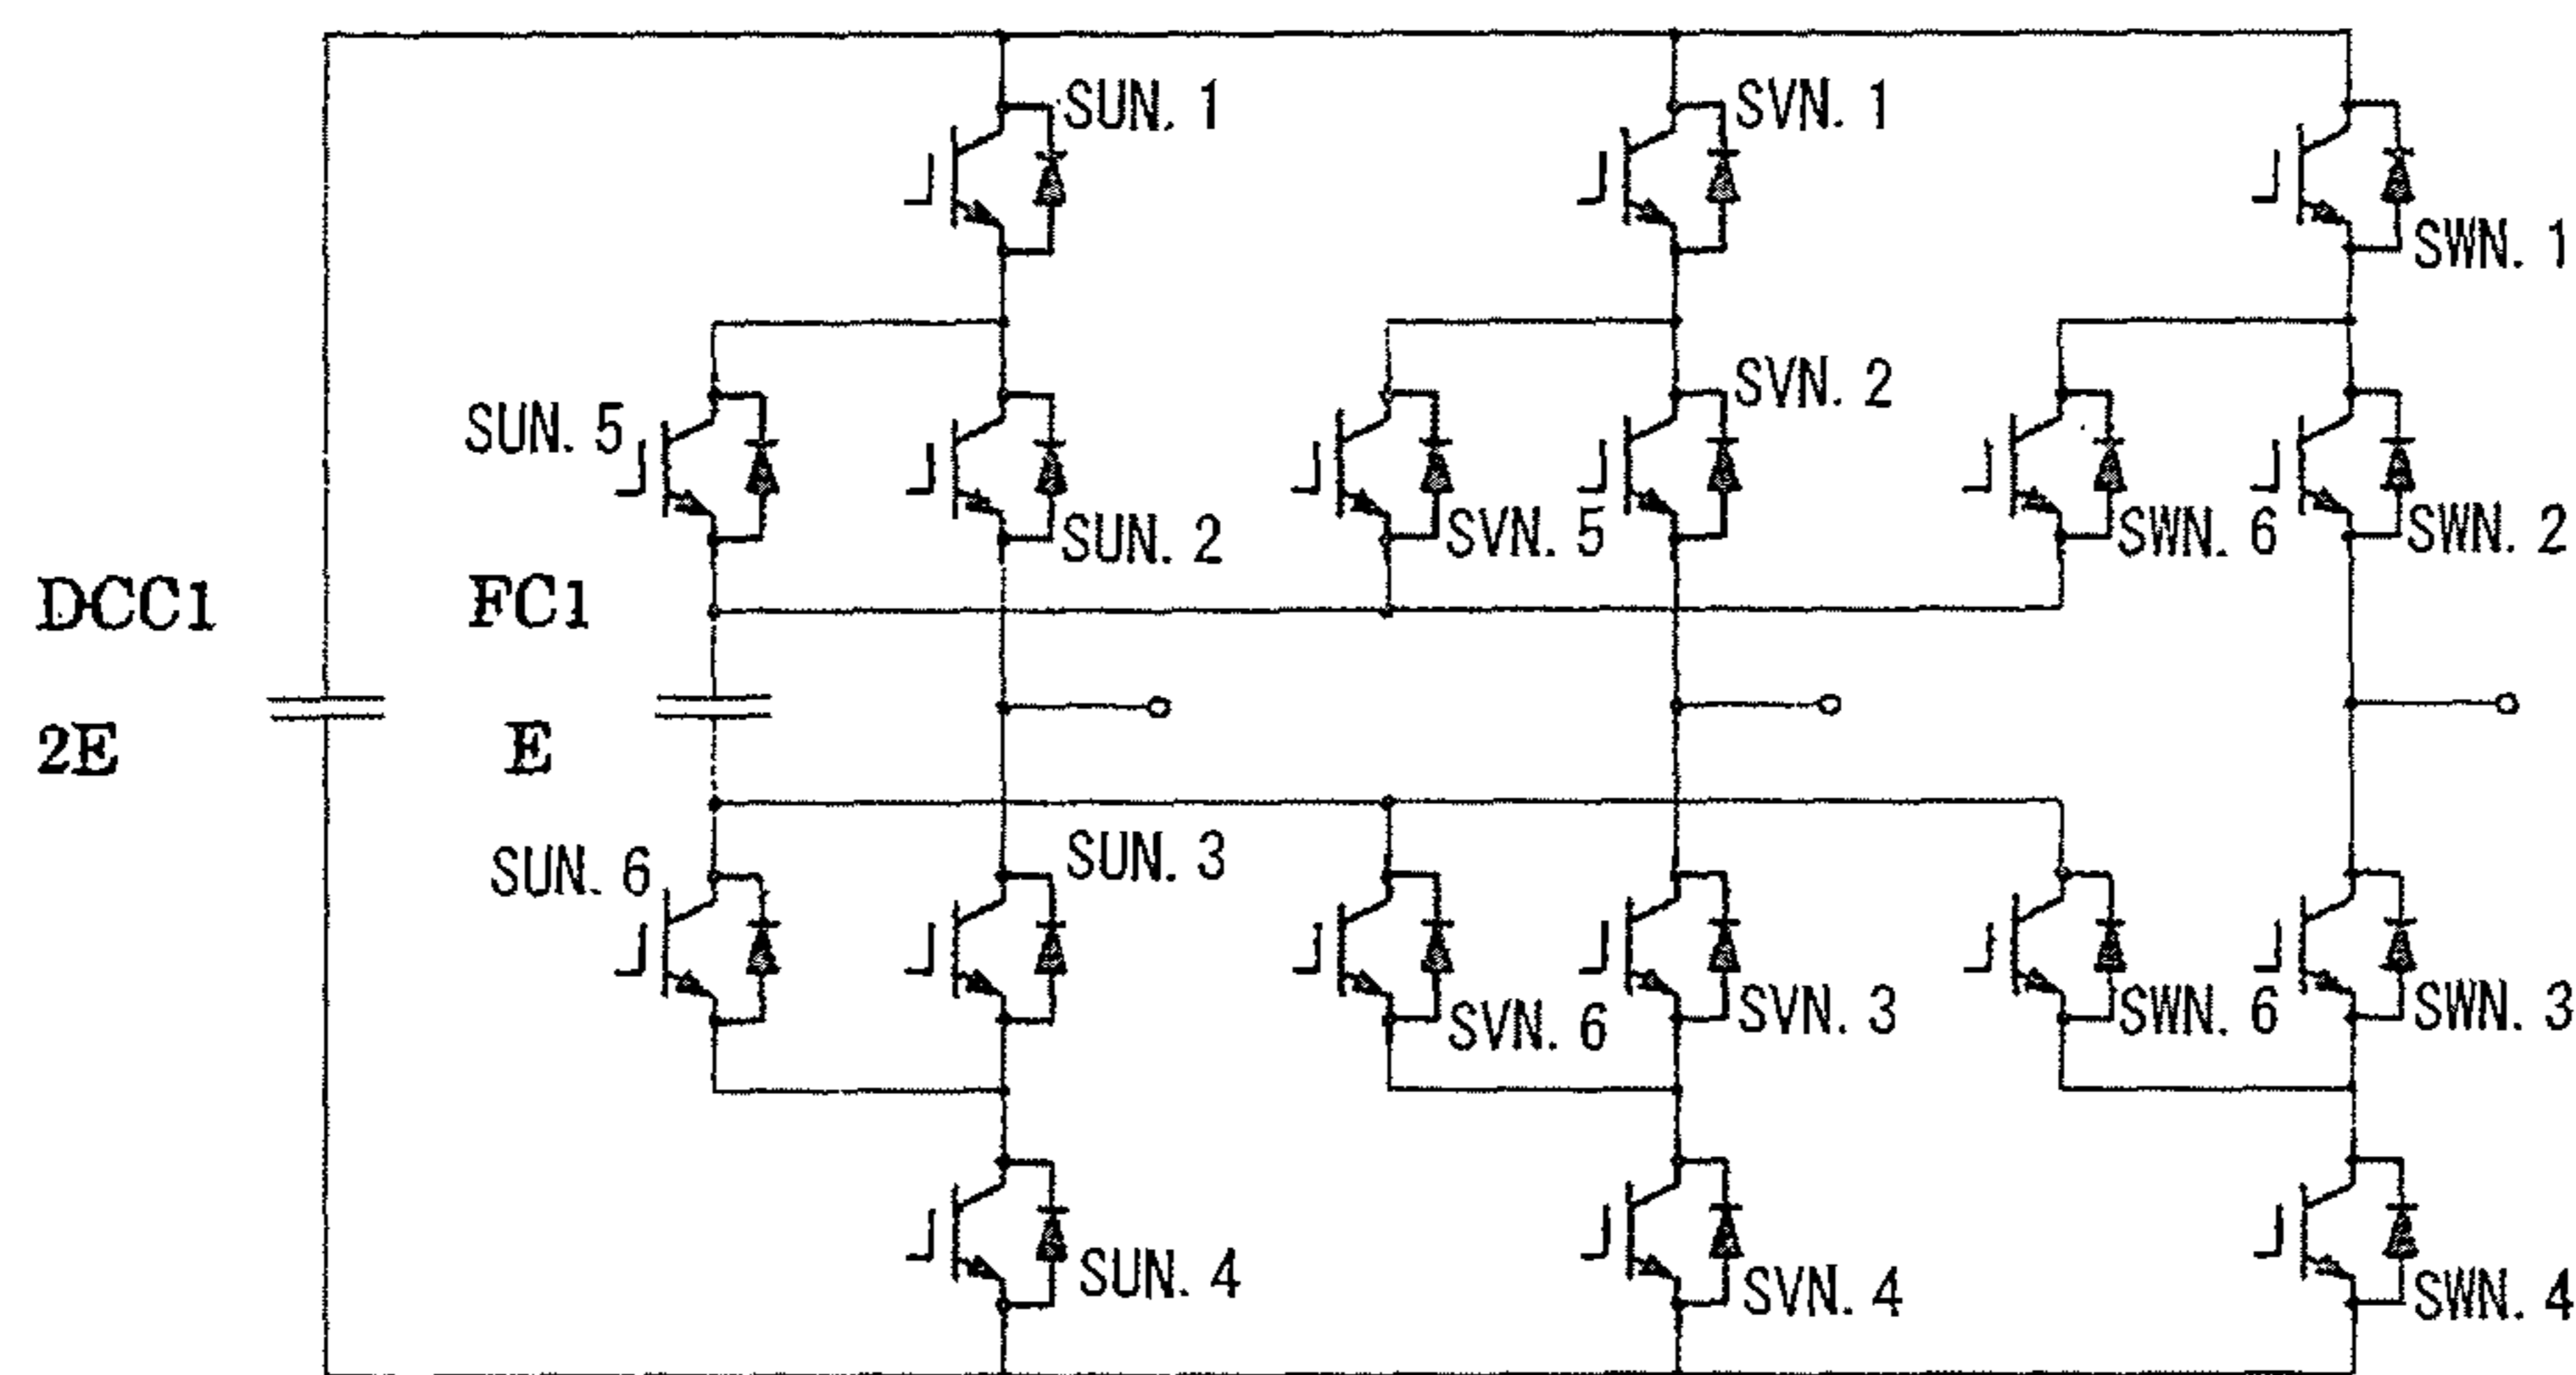 SUN. 1
SVN. 1
SWN. 1
SUN. 5
SUN. 2
SVN. 5
SVN. 2
SWN. 6
SWN. 2
DCC1
2E
FC1
E
SUN. 6
SUN. 3
SVN. 6
SVN. 3
SWN. 6
SWN. 3
SUN. 4
SVN. 4
SWN. 4